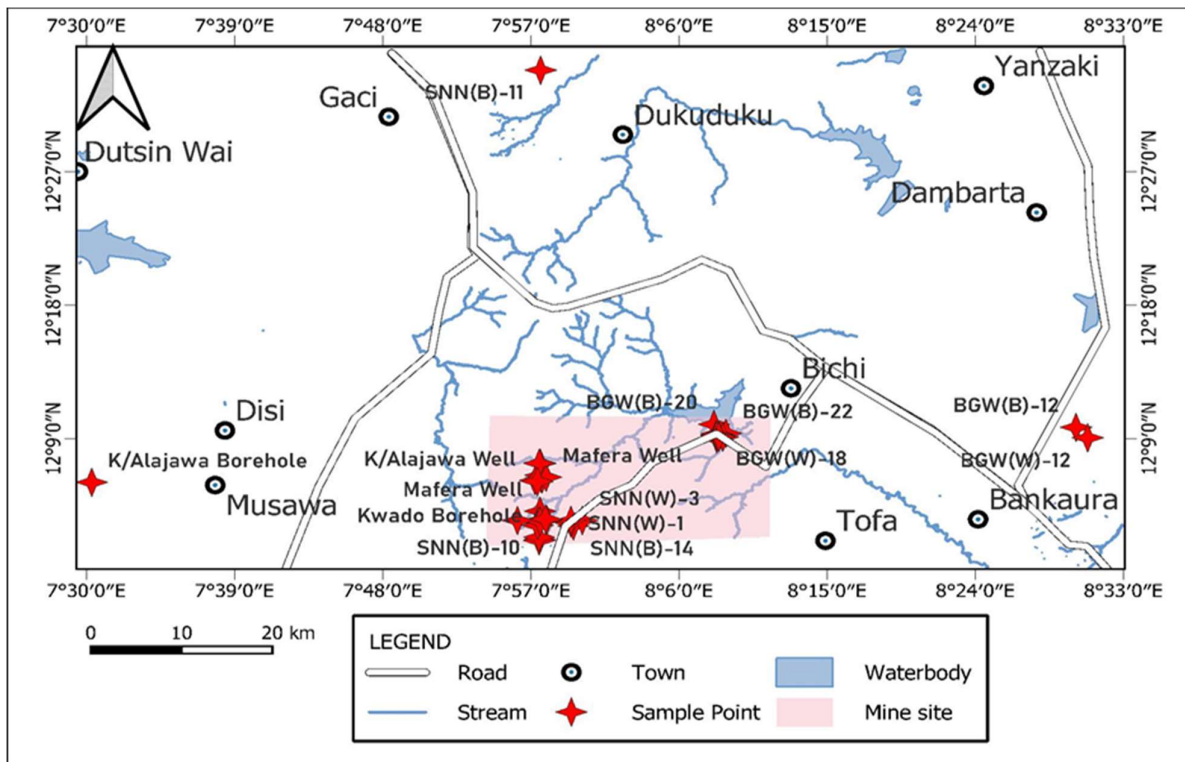 7°30'0"E 7°39'0"E 7°48'0"E 7°57'0"E 8°6'0"E 8°15'0"E 8°24'0"E 8°33'0"E
SNN(B)-11
Yanzaki
Gaci
Dukuduku
Dutsin Wai
12°27'0"N
12°27'0"N
Dambarta
12°18'0"N
12°18'0"N
Bichi
BGW(B)-20
BGW(B)-22
BGW(B)-12
Disi
12°9'0"N
12°9'0"N
K/Alajawa Borehole
K/Alajawa Well
Mafera Well
BGW(W)-18
BGW(W)-12
Musawa
Mafera Well
SNN(W)-3
Bankaura
Kwado Borehole
SNN(W)-1
Tofa
SNN(B)-10
SNN(B)-14
7°30'0"E 7°39'0"E 7°48'0"E 7°57'0"E 8°6'0"E 8°15'0"E 8°24'0"E 8°33'0"E
0 10 20 km
LEGEND
Road Town Waterbody
Stream Sample Point Mine site